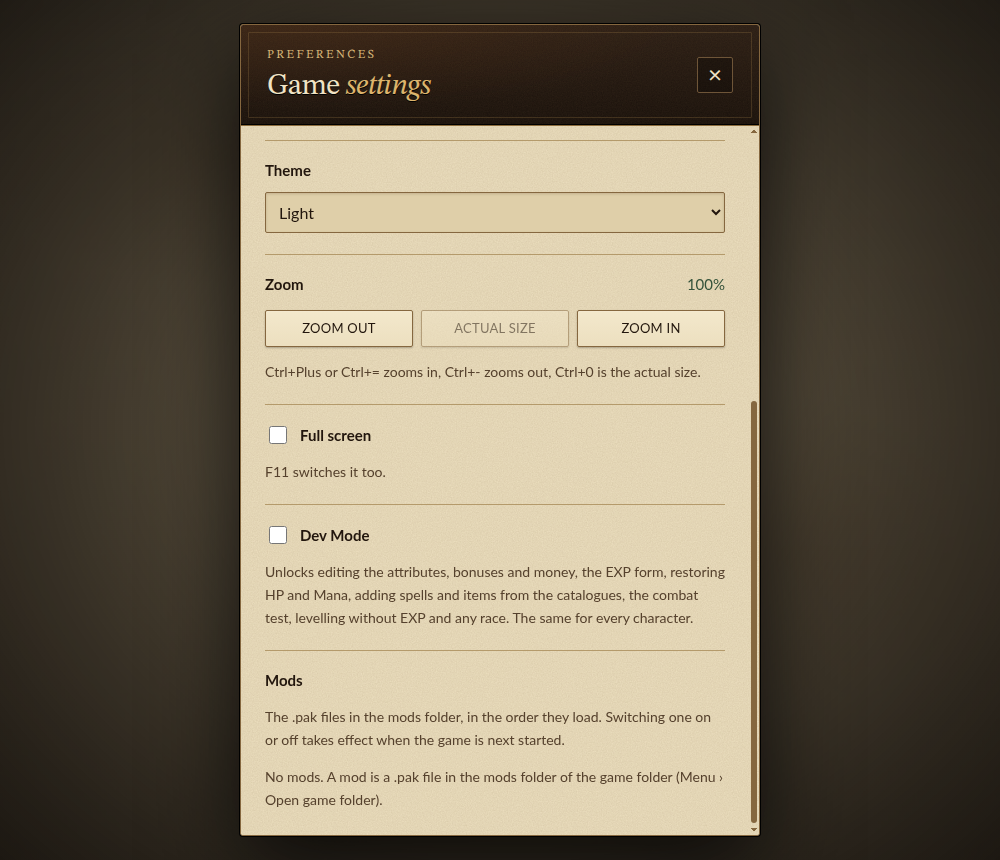 PREFERENCES
Game settings
✕
Theme
Light
Zoom
100%
ZOOM OUT
ACTUAL SIZE
ZOOM IN
Ctrl+Plus or Ctrl+= zooms in, Ctrl+- zooms out, Ctrl+0 is the actual size.
Full screen
F11 switches it too.
Dev Mode
Unlocks editing the attributes, bonuses and money, the EXP form, restoring
HP and Mana, adding spells and items from the catalogues, the combat
test, levelling without EXP and any race. The same for every character.
Mods
The .pak files in the mods folder, in the order they load. Switching one on
or off takes effect when the game is next started.
No mods. A mod is a .pak file in the mods folder of the game folder (Menu ›
Open game folder).